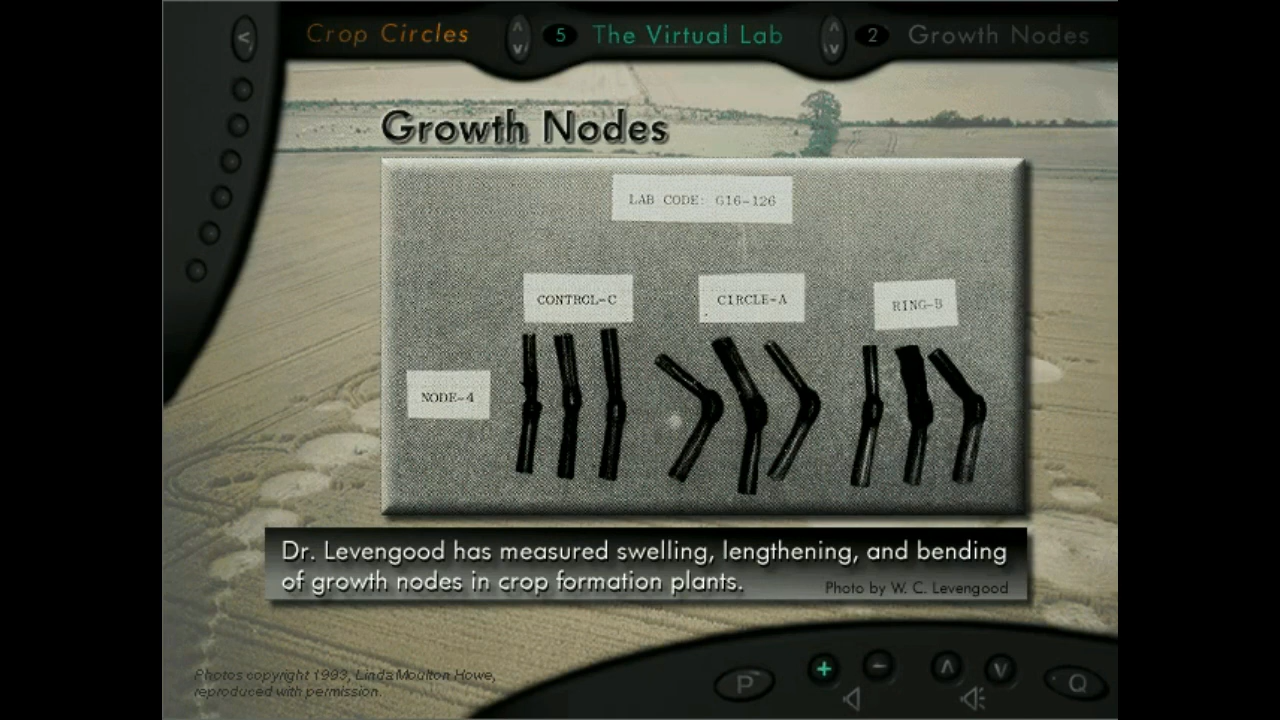 <
Crop Circles
5
The Virtual Lab
2
Growth Nodes
Growth Nodes
LAB CODE: G16-126
CONTROL-C
CIRCLE-A
RING-B
NODE-4
Dr. Levengood has measured swelling, lengthening, and bending
of growth nodes in crop formation plants.
Photo by W. C. Levengood
Photos copyright 1993, Linda Moulton Howe,
reproduced with permission.
P
+
-
Q